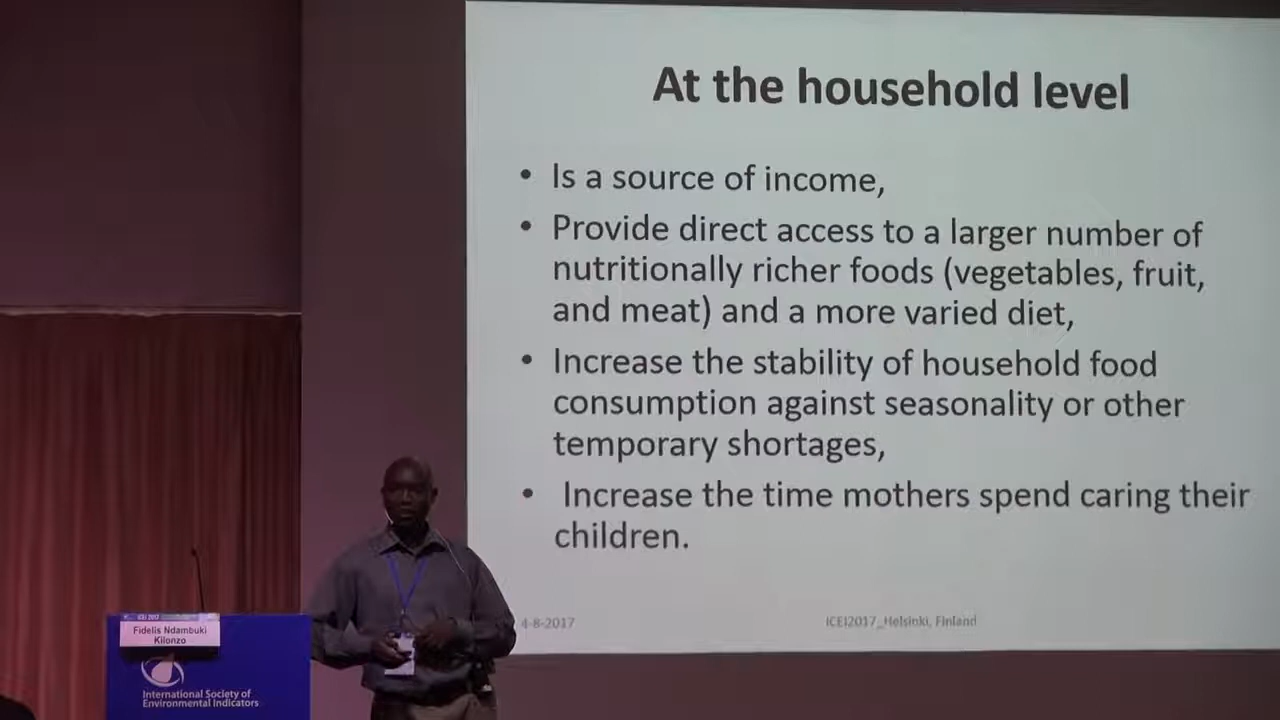 At the household level
• Is a source of income,
• Provide direct access to a larger number of
nutritionally richer foods (vegetables, fruit,
and meat) and a more varied diet,
• Increase the stability of household food
consumption against seasonality or other
temporary shortages,
• Increase the time mothers spend caring their
children.
4-8-2017
ICEI2017_Helsinki, Finland
ICEI 2017
Fidelis Ndambuki
Kilonzo
International Society of
Environmental Indicators